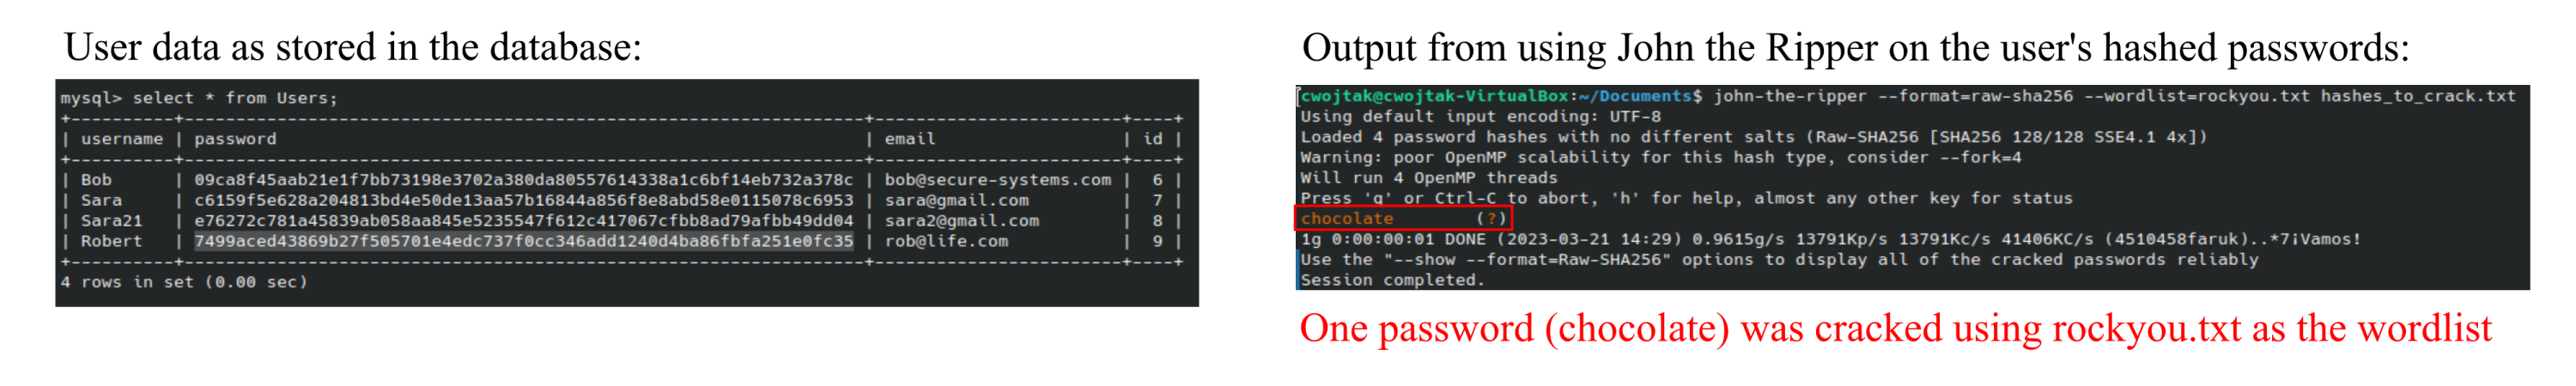 User data as stored in the database:
mysql> select * from Users;
+----------+------------------------------------------------------------------+------------------------+----+
| username | password                                                         | email                  | id |
+----------+------------------------------------------------------------------+------------------------+----+
| Bob      | 09ca8f45aab21e1f7bb73198e3702a380da80557614338a1c6bf14eb732a378c | bob@secure-systems.com |  6 |
| Sara     | c6159f5e628a204813bd4e50de13aa57b16844a856f8e8abd58e0115078c6953 | sara@gmail.com         |  7 |
| Sara21   | e76272c781a45839ab058aa845e5235547f612c417067cfbb8ad79afbb49dd04 | sara2@gmail.com        |  8 |
| Robert   | 7499aced43869b27f505701e4edc737f0cc346add1240d4ba86fbfa251e0fc35 | rob@life.com           |  9 |
+----------+------------------------------------------------------------------+------------------------+----+
4 rows in set (0.00 sec)
Output from using John the Ripper on the user's hashed passwords:
[cwojtak@cwojtak-VirtualBox:~/Documents$ john-the-ripper --format=raw-sha256 --wordlist=rockyou.txt hashes_to_crack.txt
Using default input encoding: UTF-8
Loaded 4 password hashes with no different salts (Raw-SHA256 [SHA256 128/128 SSE4.1 4x])
Warning: poor OpenMP scalability for this hash type, consider --fork=4
Will run 4 OpenMP threads
Press 'q' or Ctrl-C to abort, 'h' for help, almost any other key for status
chocolate        (?)
1g 0:00:00:01 DONE (2023-03-21 14:29) 0.9615g/s 13791Kp/s 13791Kc/s 41406KC/s (4510458faruk)..*7¡Vamos!
Use the "--show --format=Raw-SHA256" options to display all of the cracked passwords reliably
Session completed.
One password (chocolate) was cracked using rockyou.txt as the wordlist